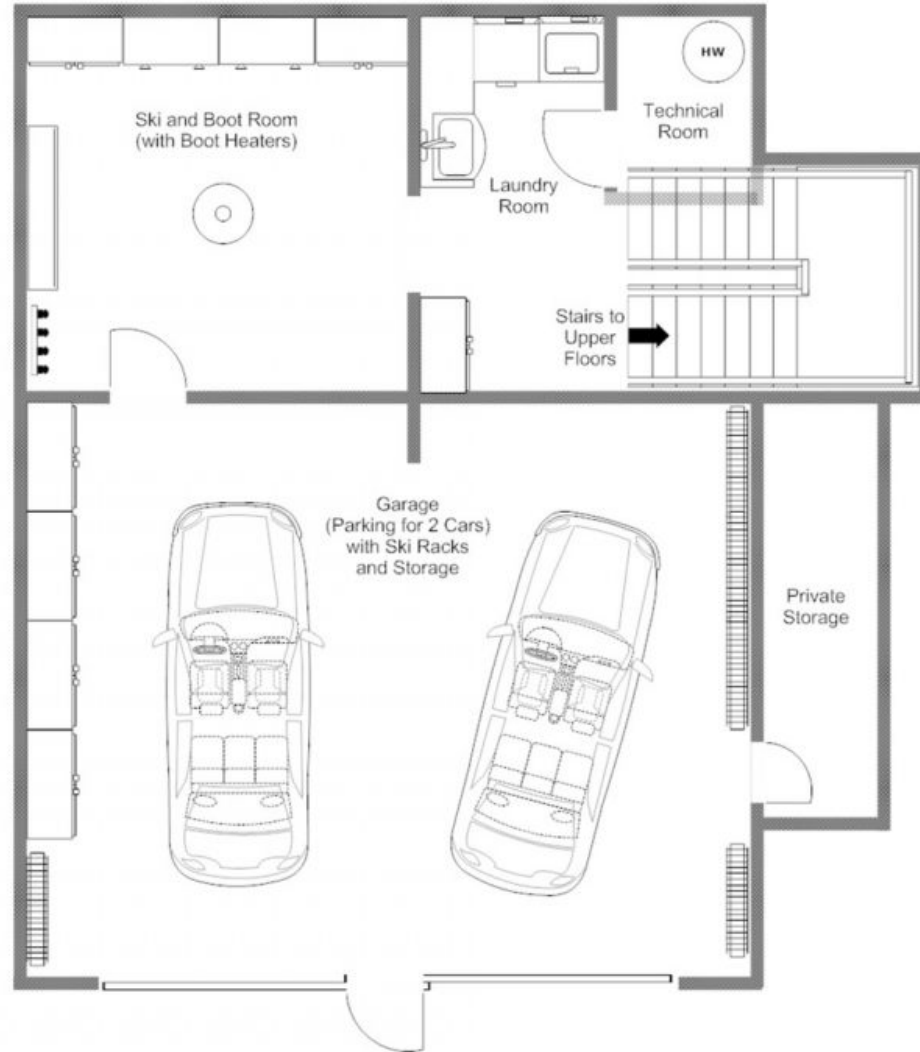 HW
Ski and Boot Room
(with Boot Heaters)
Technical
Room
Laundry
Room
Stairs to
Upper
Floors
Garage
(Parking for 2 Cars)
with Ski Racks
and Storage
Private
Storage